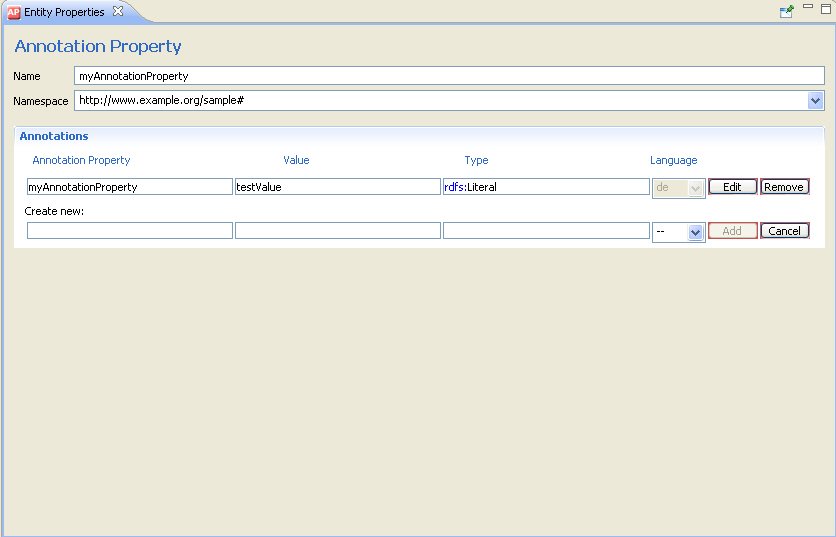 AP Entity Properties
Annotation Property
Name myAnnotationProperty
Namespace http://www.example.org/sample#
Annotations
Annotation Property Value Type Language
myAnnotationProperty testValue rdfs:Literal de Edit Remove
Create new:
-- Add Cancel